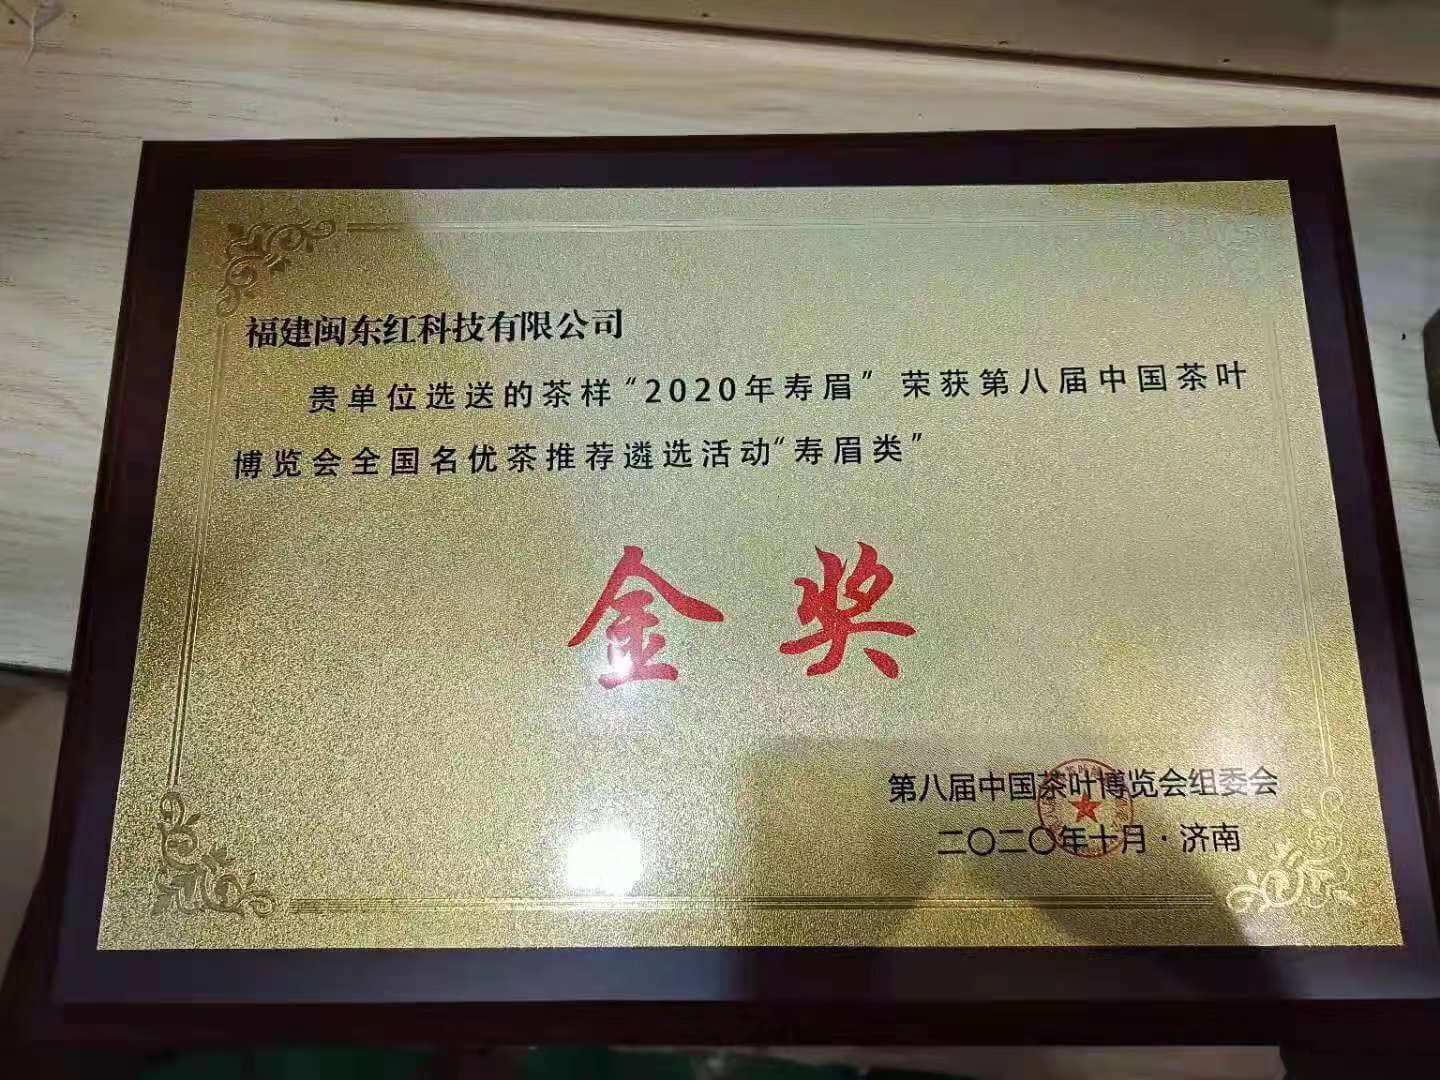 福建闽东红科技有限公司
贵单位选送的茶样“2020年寿眉”荣获第八届中国茶叶
博览会全国名优茶推荐遴选活动“寿眉类”
金奖
第八届中国茶叶博览会组委会
二〇二〇年十月·济南